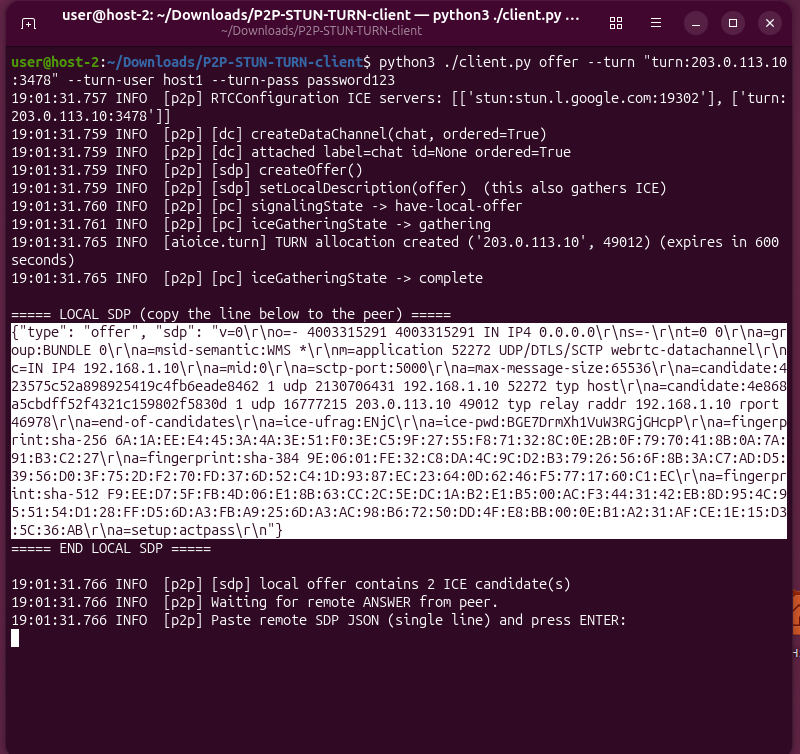 user@host-2: ~/Downloads/P2P-STUN-TURN-client — python3 ./client.py ...
~/Downloads/P2P-STUN-TURN-client
user@host-2:~/Downloads/P2P-STUN-TURN-client$ python3 ./client.py offer --turn "turn:203.0.113.10
:3478" --turn-user host1 --turn-pass password123
19:01:31.757 INFO  [p2p] RTCConfiguration ICE servers: [['stun:stun.l.google.com:19302'], ['turn:
203.0.113.10:3478']]
19:01:31.759 INFO  [p2p] [dc] createDataChannel(chat, ordered=True)
19:01:31.759 INFO  [p2p] [dc] attached label=chat id=None ordered=True
19:01:31.759 INFO  [p2p] [sdp] createOffer()
19:01:31.759 INFO  [p2p] [sdp] setLocalDescription(offer)  (this also gathers ICE)
19:01:31.760 INFO  [p2p] [pc] signalingState -> have-local-offer
19:01:31.761 INFO  [p2p] [pc] iceGatheringState -> gathering
19:01:31.765 INFO  [aioice.turn] TURN allocation created ('203.0.113.10', 49012) (expires in 600
seconds)
19:01:31.765 INFO  [p2p] [pc] iceGatheringState -> complete
===== LOCAL SDP (copy the line below to the peer) =====
{"type": "offer", "sdp": "v=0\r\no=- 4003315291 4003315291 IN IP4 0.0.0.0\r\ns=-\r\nt=0 0\r\na=gr
oup:BUNDLE 0\r\na=msid-semantic:WMS *\r\nm=application 52272 UDP/DTLS/SCTP webrtc-datachannel\r\n
c=IN IP4 192.168.1.10\r\na=mid:0\r\na=sctp-port:5000\r\na=max-message-size:65536\r\na=candidate:4
23575c52a898925419c4fb6eade8462 1 udp 2130706431 192.168.1.10 52272 typ host\r\na=candidate:4e868
a5cbdff52f4321c159802f5830d 1 udp 16777215 203.0.113.10 49012 typ relay raddr 192.168.1.10 rport
46978\r\na=end-of-candidates\r\na=ice-ufrag:ENjC\r\na=ice-pwd:BGE7DrmXh1VuW3RGjGHcpP\r\na=fingerp
rint:sha-256 6A:1A:EE:E4:45:3A:4A:3E:51:F0:3E:C5:9F:27:55:F8:71:32:8C:0E:2B:0F:79:70:41:8B:0A:7A:
91:B3:C2:27\r\na=fingerprint:sha-384 9E:06:01:FE:32:C8:DA:4C:9C:D2:B3:79:26:56:6F:8B:3A:C7:AD:D5:
39:56:D0:3F:75:2D:F2:70:FD:37:6D:52:C4:1D:93:87:EC:23:64:0D:62:46:F5:77:17:60:C1:EC\r\na=fingerpr
int:sha-512 F9:EE:D7:5F:FB:4D:06:E1:8B:63:CC:2C:5E:DC:1A:B2:E1:B5:00:AC:F3:44:31:42:EB:8D:95:4C:9
5:51:54:D1:28:FF:D5:6D:A3:FB:A9:25:6D:A3:AC:98:B6:72:50:DD:4F:E8:BB:00:0E:B1:A2:31:AF:CE:1E:15:D3
:5C:36:AB\r\na=setup:actpass\r\n"}
===== END LOCAL SDP =====
19:01:31.766 INFO  [p2p] [sdp] local offer contains 2 ICE candidate(s)
19:01:31.766 INFO  [p2p] Waiting for remote ANSWER from peer.
19:01:31.766 INFO  [p2p] Paste remote SDP JSON (single line) and press ENTER: